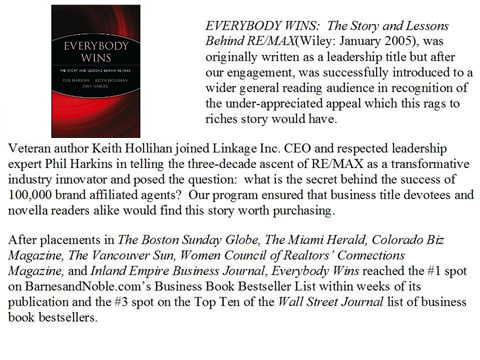 EVERYBODY
WINS
THE STORY AND LESSONS BEHIND RE/MAX
PHIL HARKINS KEITH HOLLIHAN
DAVE LINIGER
EVERYBODY WINS: The Story and Lessons
Behind RE/MAX(Wiley: January 2005), was
originally written as a leadership title but after
our engagement, was successfully introduced to a
wider general reading audience in recognition of
the under-appreciated appeal which this rags to
riches story would have.
Veteran author Keith Hollihan joined Linkage Inc. CEO and respected leadership
expert Phil Harkins in telling the three-decade ascent of RE/MAX as a transformative
industry innovator and posed the question: what is the secret behind the success of
100,000 brand affiliated agents? Our program ensured that business title devotees and
novella readers alike would find this story worth purchasing.
After placements in The Boston Sunday Globe, The Miami Herald, Colorado Biz
Magazine, The Vancouver Sun, Women Council of Realtors' Connections
Magazine, and Inland Empire Business Journal, Everybody Wins reached the #1 spot
on BarnesandNoble.com's Business Book Bestseller List within weeks of its
publication and the #3 spot on the Top Ten of the Wall Street Journal list of business
book bestsellers.